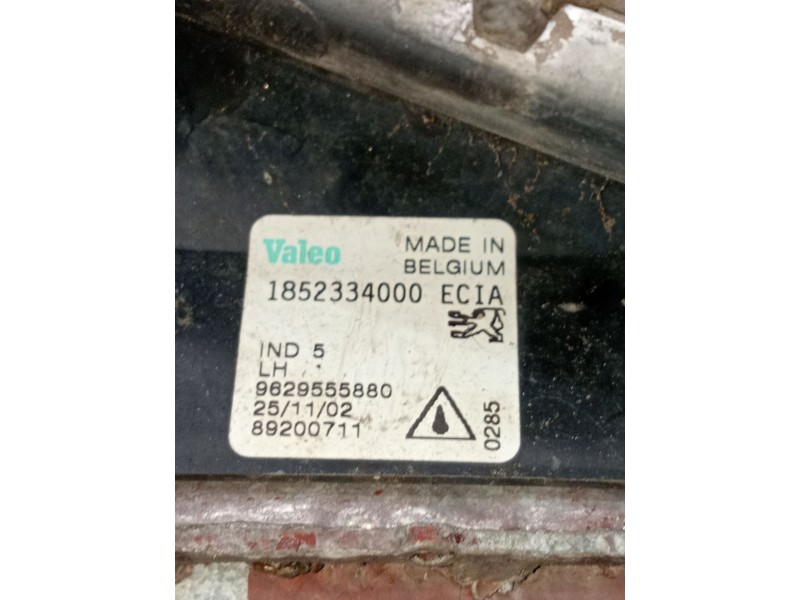 Valeo
MADE IN
BELGIUM
1852334000 ECIA
IND 5
LH
9629555880
25/11/02
89200711
0285